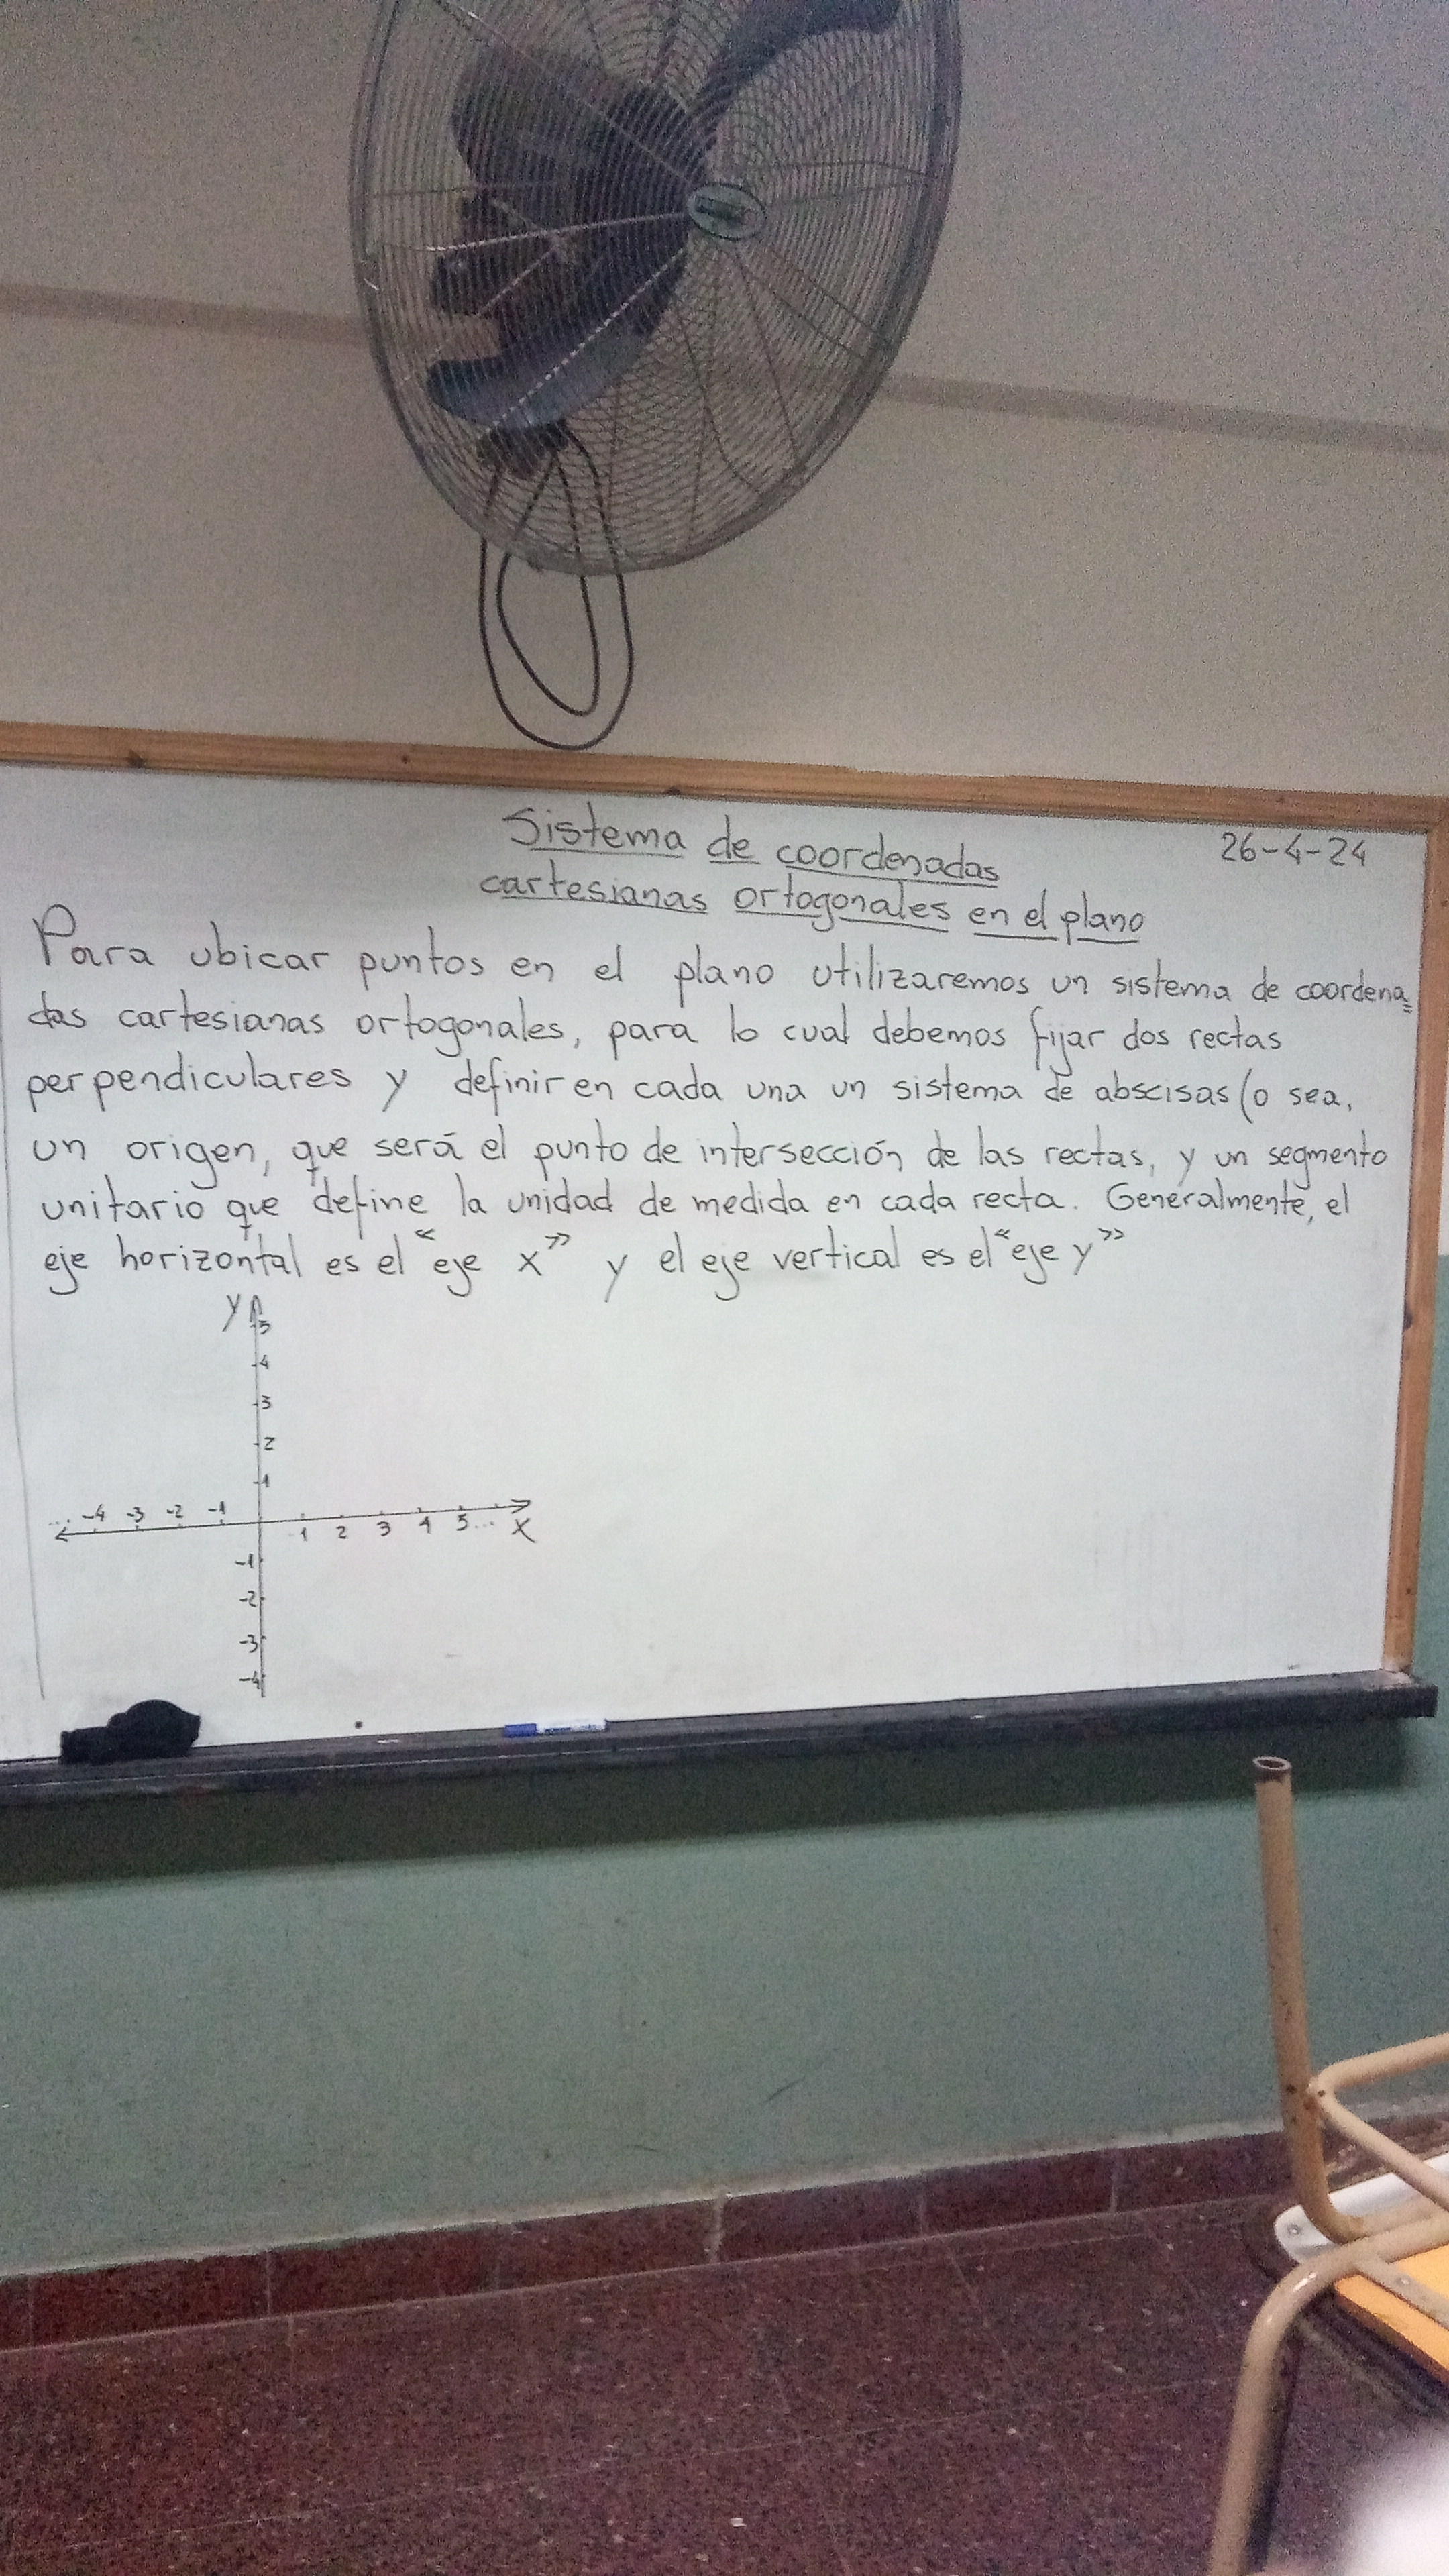 Sistema de coordenadas
26-4-24
cartesianas ortogonales en el plano
Para ubicar puntos en el plano utilizaremos un sistema de coordena=
das cartesianas ortogonales, para lo cual debemos fijar dos rectas
perpendiculares y definir en cada una un sistema de abscisas (o sea,
un origen, que será el punto de intersección de las rectas, y un segmento
unitario que define la unidad de medida en cada recta. Generalmente, el
eje horizontal es el “eje x” y el eje vertical es el “eje y”
y
5
4
3
2
1
... -4 -3 -2 -1
1 2 3 4 5... x
-1
-2
-3
-4